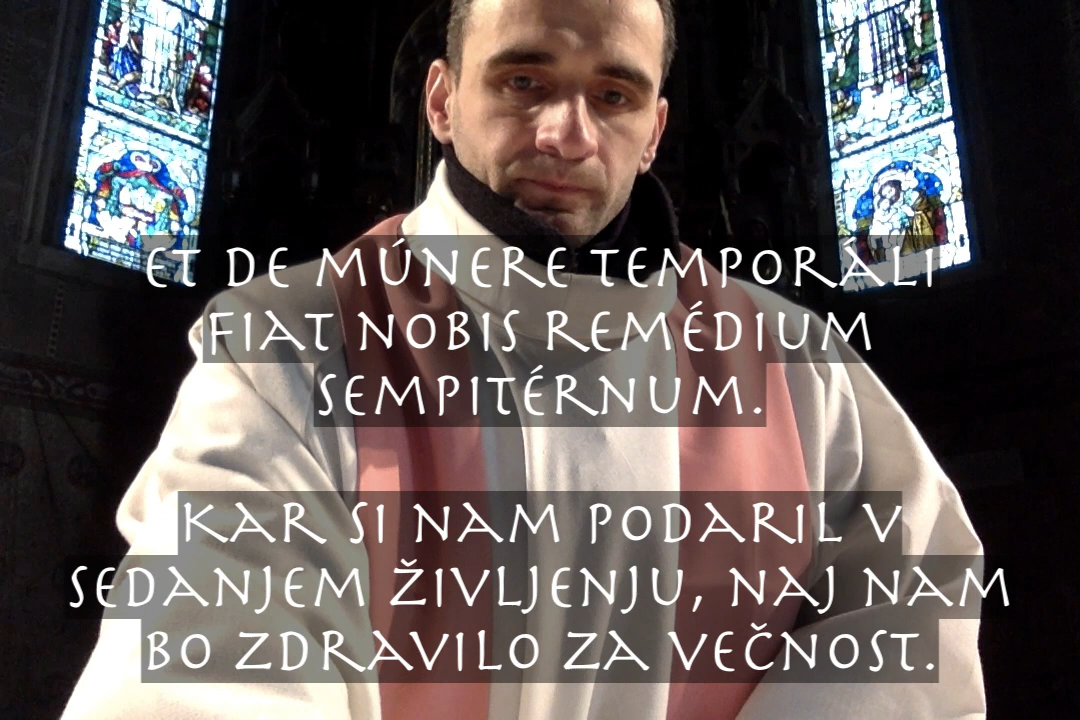 ET DE MÚNERE TEMPORÁLI
FIAT NOBIS REMÉDIUM
SEMPITÉRNUM.
KAR SI NAM PODARIL V
SEDANJEM ŽIVLJENJU, NAJ NAM
BO ZDRAVILO ZA VEČNOST.